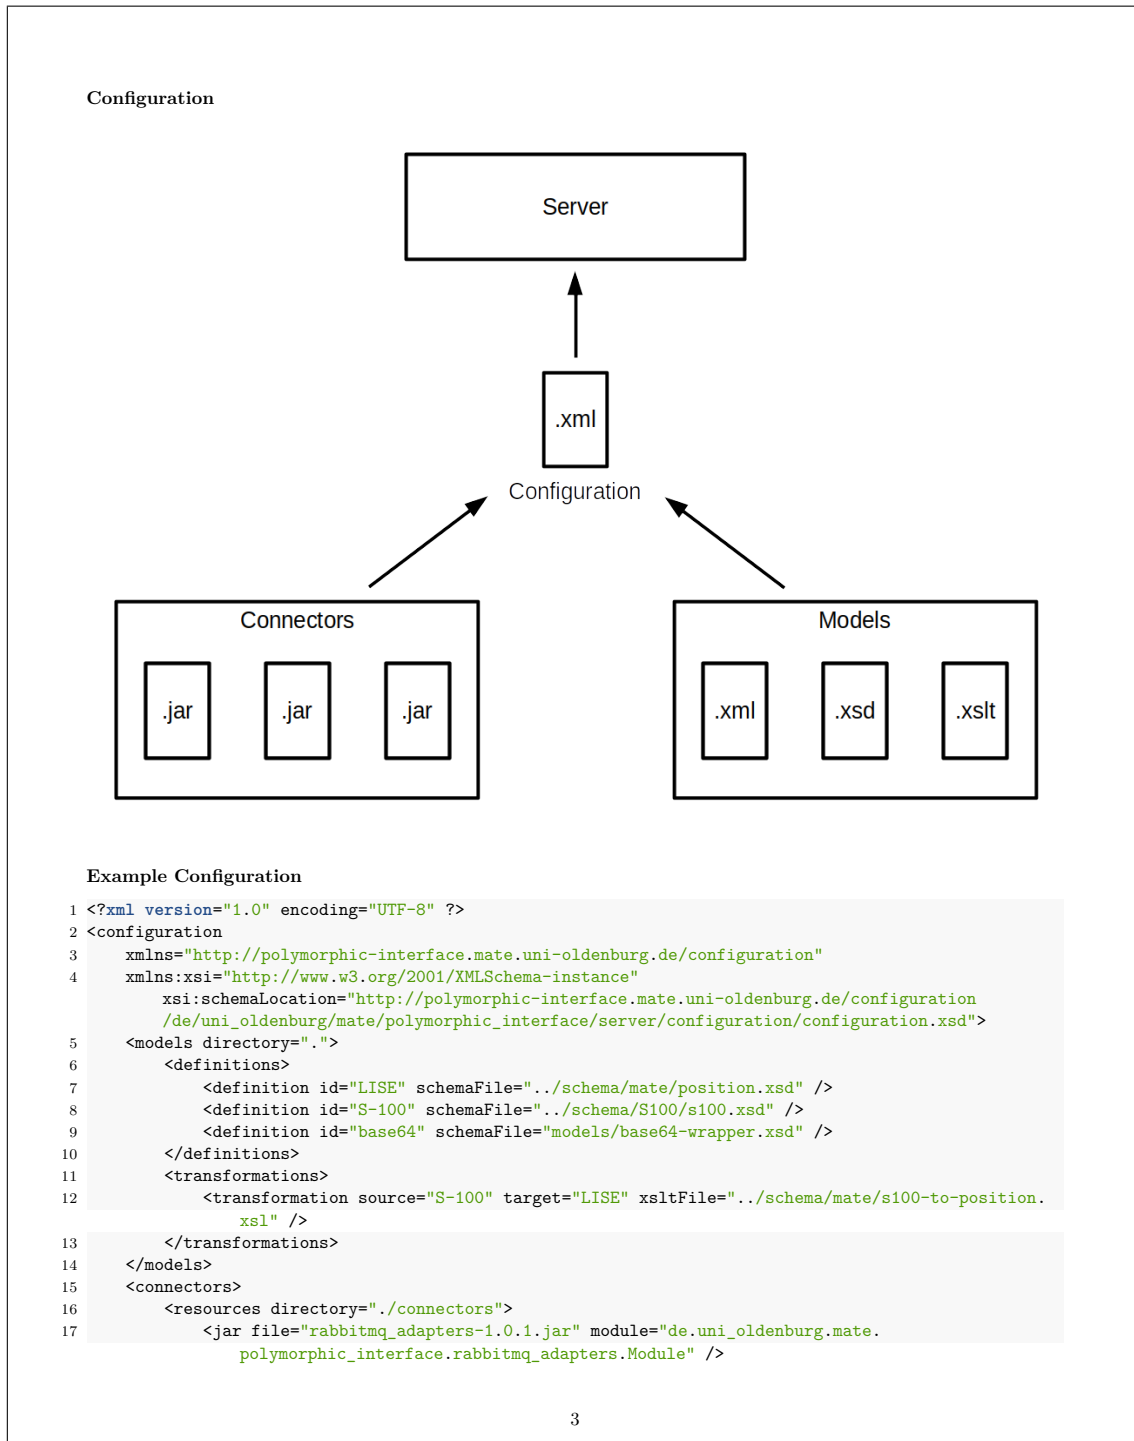 Configuration
Server
.xml
Configuration
Connectors
.jar
.jar
.jar
Models
.xml
.xsd
.xslt
Example Configuration
1 <?xml version="1.0" encoding="UTF-8" ?>
2 <configuration
3 xmlns="http://polymorphic-interface.mate.uni-oldenburg.de/configuration"
4 xmlns:xsi="http://www.w3.org/2001/XMLSchema-instance"
xsi:schemaLocation="http://polymorphic-interface.mate.uni-oldenburg.de/configuration
/de/uni_oldenburg/mate/polymorphic_interface/server/configuration/configuration.xsd">
5 <models directory=".">
6 <definitions>
7 <definition id="LISE" schemaFile="../schema/mate/position.xsd" />
8 <definition id="S-100" schemaFile="../schema/S100/s100.xsd" />
9 <definition id="base64" schemaFile="models/base64-wrapper.xsd" />
10 </definitions>
11 <transformations>
12 <transformation source="S-100" target="LISE" xsltFile="../schema/mate/s100-to-position.
xsl" />
13 </transformations>
14 </models>
15 <connectors>
16 <resources directory="./connectors">
17 <jar file="rabbitmq_adapters-1.0.1.jar" module="de.uni_oldenburg.mate.
polymorphic_interface.rabbitmq_adapters.Module" />
3